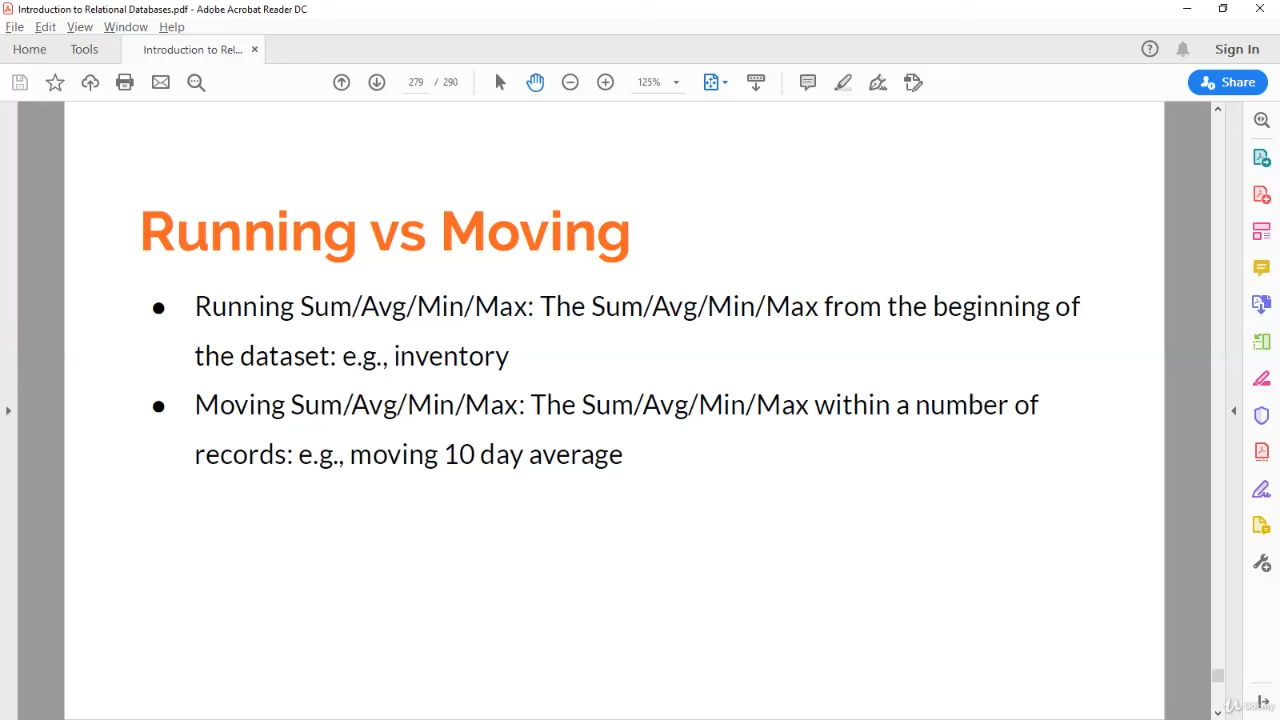 Introduction to Relational Databases.pdf - Adobe Acrobat Reader DC
File Edit View Window Help
Home Tools Introduction to Rel... × Sign In
279 / 290 125% Share
Running vs Moving
● Running Sum/Avg/Min/Max: The Sum/Avg/Min/Max from the beginning of
the dataset: e.g., inventory
● Moving Sum/Avg/Min/Max: The Sum/Avg/Min/Max within a number of
records: e.g., moving 10 day average
Udemy